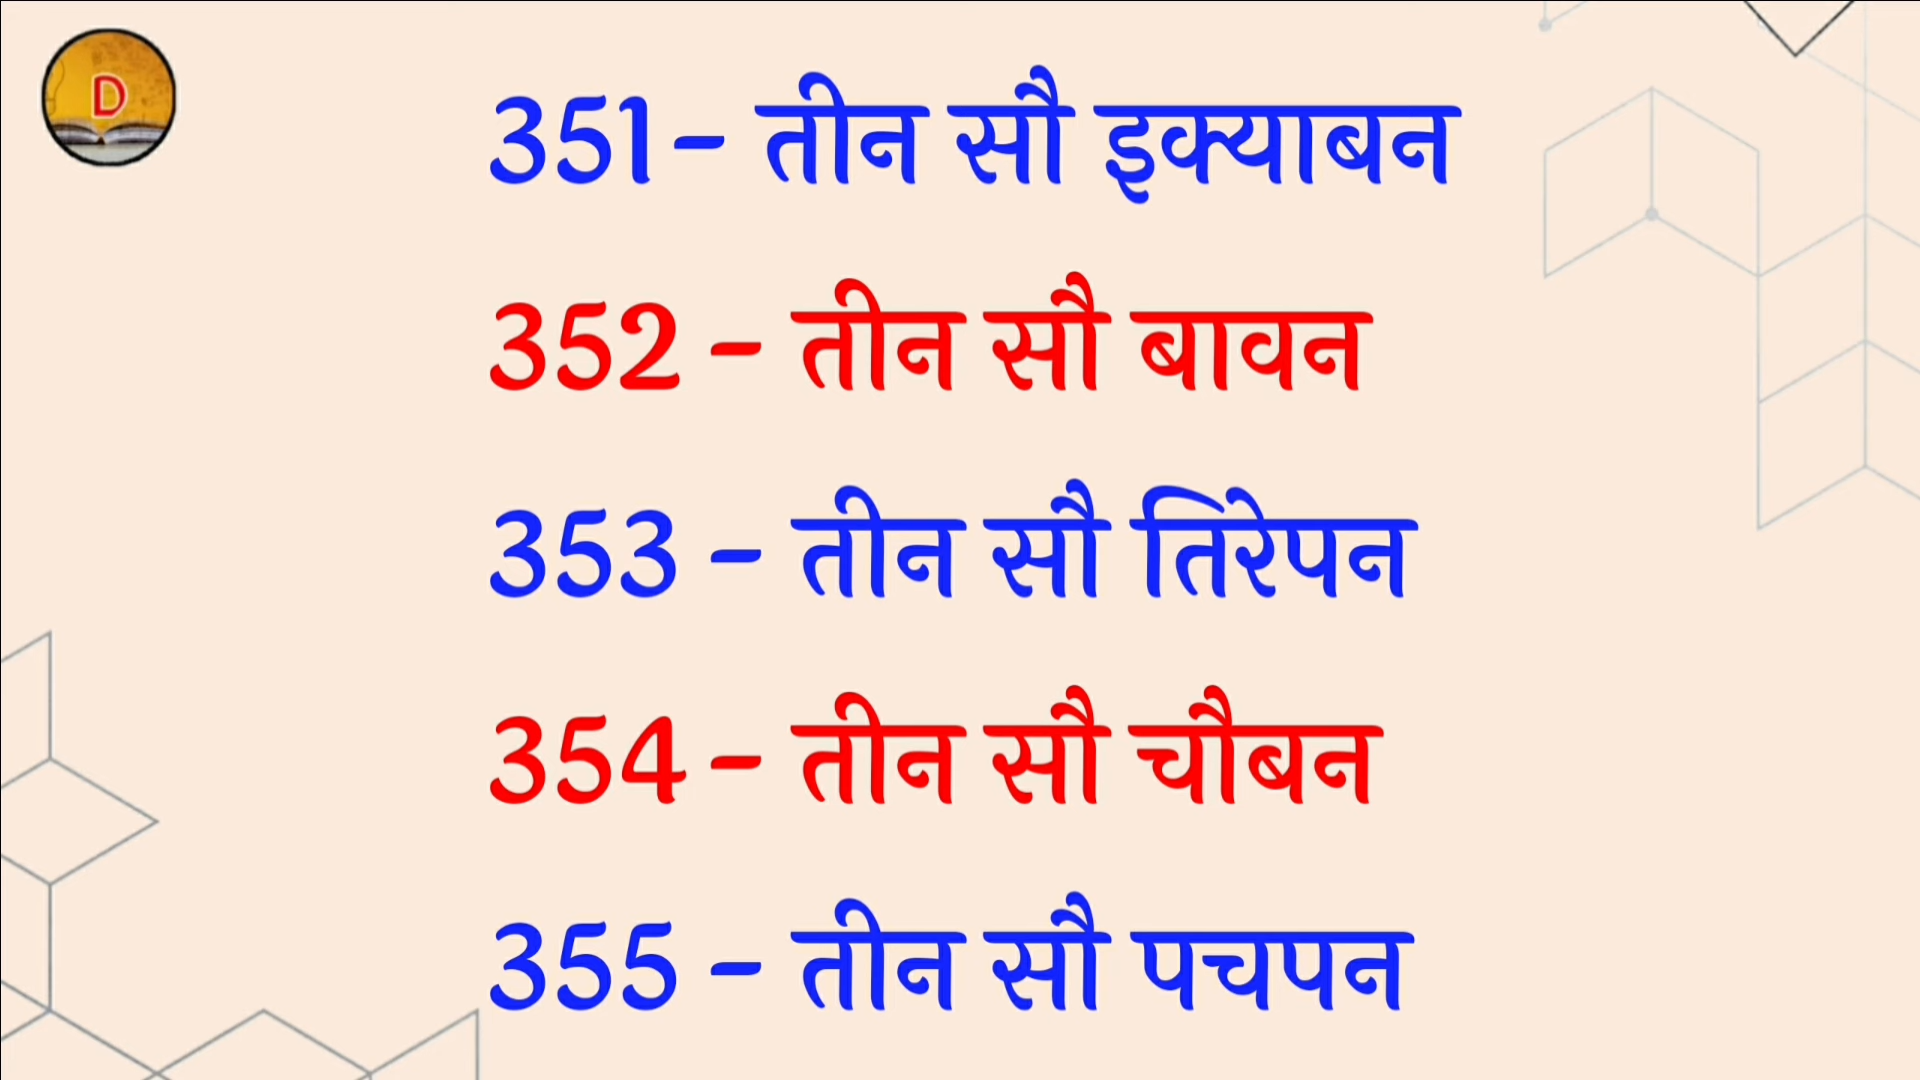 D
351 - तीन सौ इक्याबन
352 - तीन सौ बावन
353 - तीन सौ तिरेपन
354 - तीन सौ चौबन
355 - तीन सौ पचपन